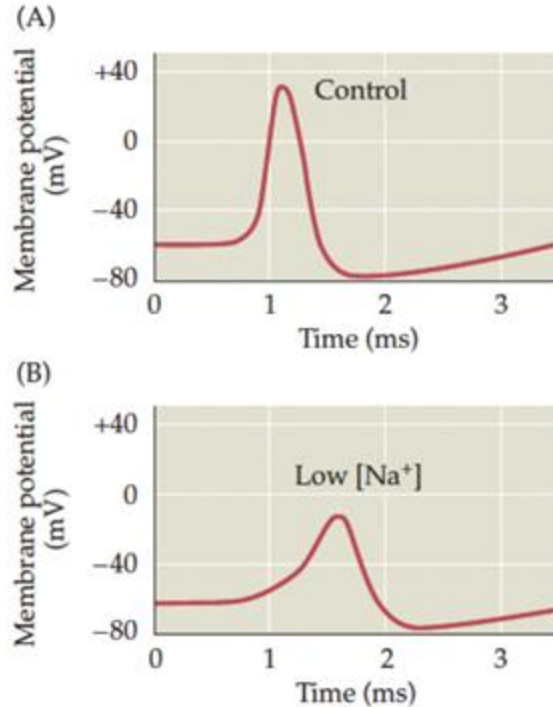 (A)
Membrane potential
(mV)
+40
0
−40
−80
Control
0 1 2 3
Time (ms)
(B)
Membrane potential
(mV)
+40
0
−40
−80
Low [Na⁺]
0 1 2 3
Time (ms)